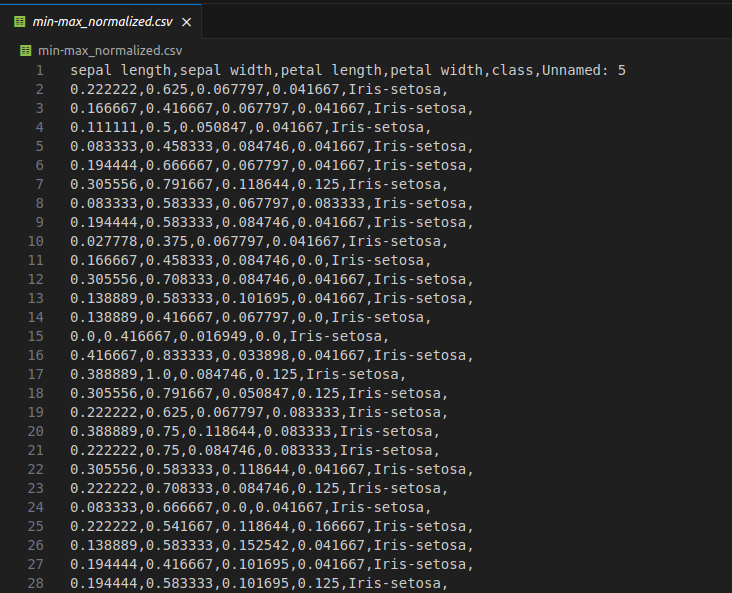 min-max_normalized.csv
min-max_normalized.csv
1 sepal length,sepal width,petal length,petal width,class,Unnamed: 5
2 0.222222,0.625,0.067797,0.041667,Iris-setosa,
3 0.166667,0.416667,0.067797,0.041667,Iris-setosa,
4 0.111111,0.5,0.050847,0.041667,Iris-setosa,
5 0.083333,0.458333,0.084746,0.041667,Iris-setosa,
6 0.194444,0.666667,0.067797,0.041667,Iris-setosa,
7 0.305556,0.791667,0.118644,0.125,Iris-setosa,
8 0.083333,0.583333,0.067797,0.083333,Iris-setosa,
9 0.194444,0.583333,0.084746,0.041667,Iris-setosa,
10 0.027778,0.375,0.067797,0.041667,Iris-setosa,
11 0.166667,0.458333,0.084746,0.0,Iris-setosa,
12 0.305556,0.708333,0.084746,0.041667,Iris-setosa,
13 0.138889,0.583333,0.101695,0.041667,Iris-setosa,
14 0.138889,0.416667,0.067797,0.0,Iris-setosa,
15 0.0,0.416667,0.016949,0.0,Iris-setosa,
16 0.416667,0.833333,0.033898,0.041667,Iris-setosa,
17 0.388889,1.0,0.084746,0.125,Iris-setosa,
18 0.305556,0.791667,0.050847,0.125,Iris-setosa,
19 0.222222,0.625,0.067797,0.083333,Iris-setosa,
20 0.388889,0.75,0.118644,0.083333,Iris-setosa,
21 0.222222,0.75,0.084746,0.083333,Iris-setosa,
22 0.305556,0.583333,0.118644,0.041667,Iris-setosa,
23 0.222222,0.708333,0.084746,0.125,Iris-setosa,
24 0.083333,0.666667,0.0,0.041667,Iris-setosa,
25 0.222222,0.541667,0.118644,0.166667,Iris-setosa,
26 0.138889,0.583333,0.152542,0.041667,Iris-setosa,
27 0.194444,0.416667,0.101695,0.041667,Iris-setosa,
28 0.194444,0.583333,0.101695,0.125,Iris-setosa,